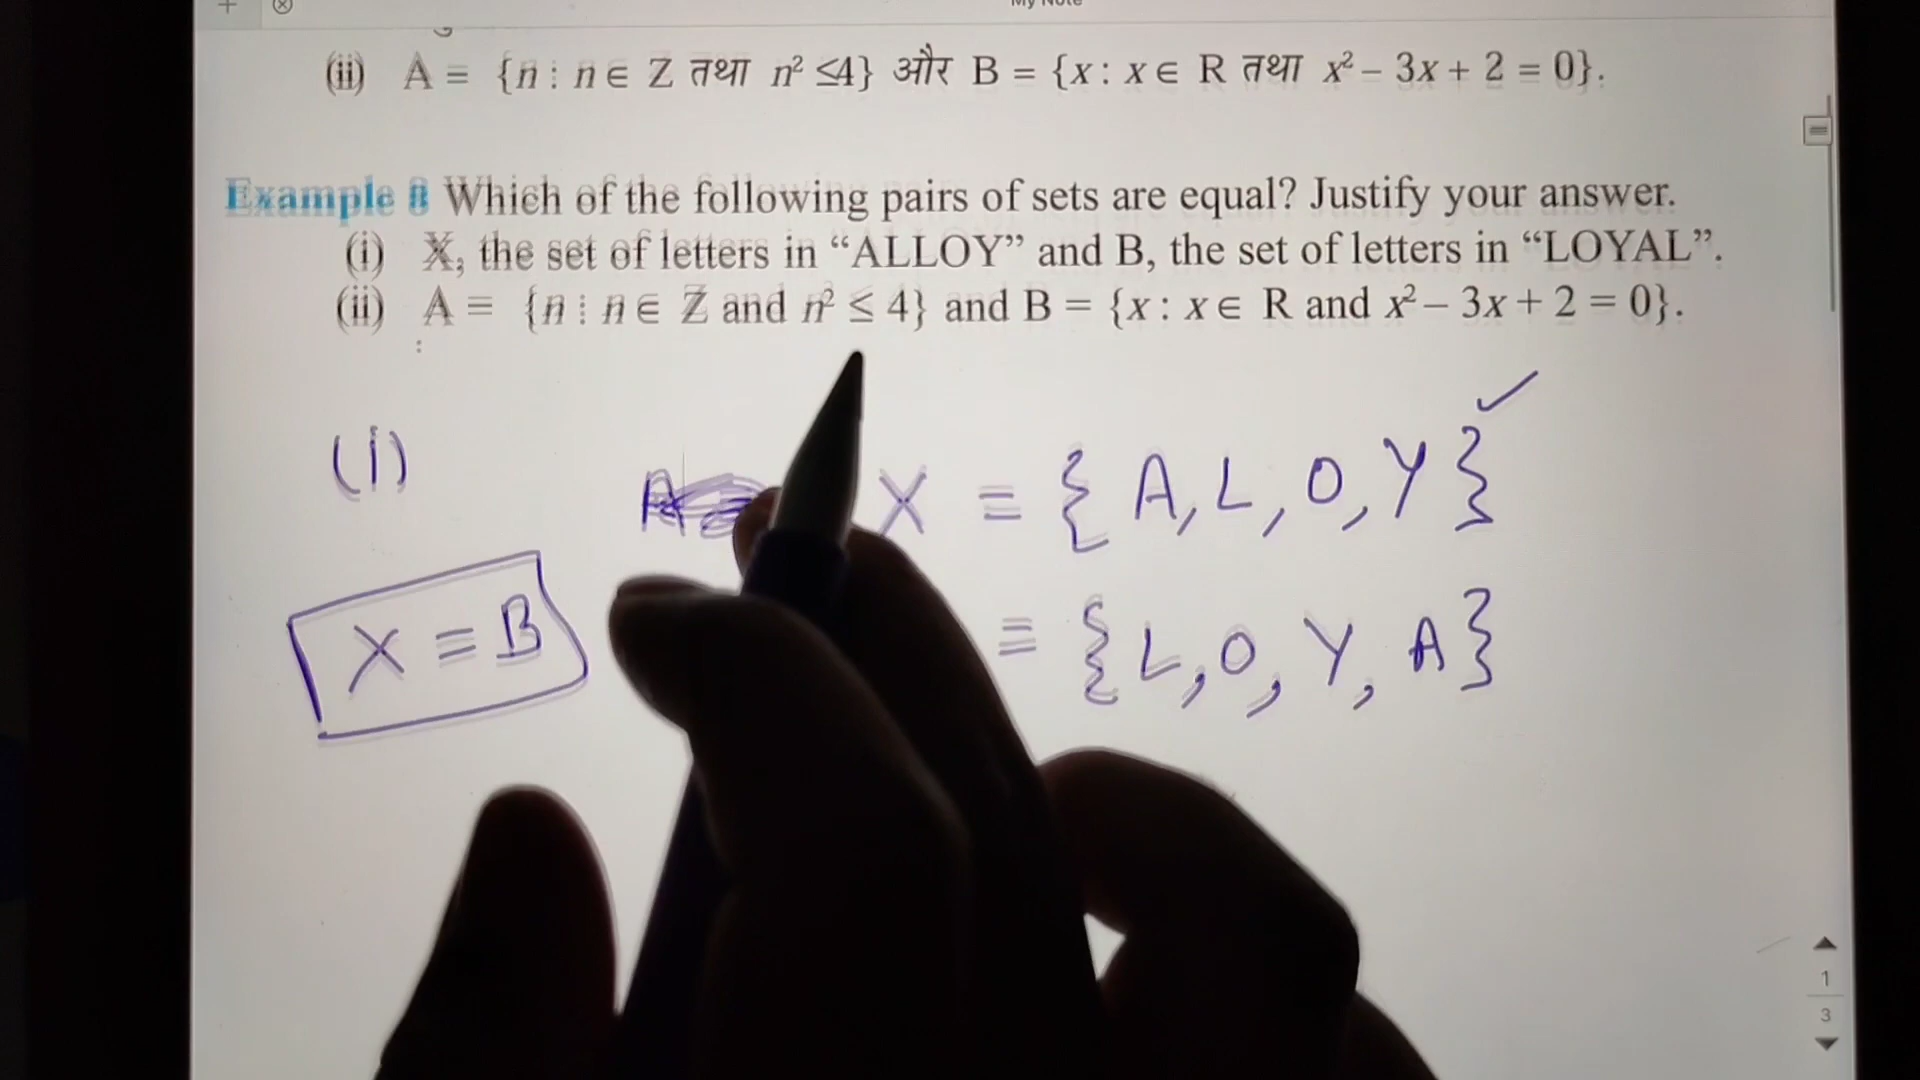 My Note
(ii) A = {n : n ∈ Z तथा n² ≤4} और B = {x : x ∈ R तथा x² – 3x + 2 = 0}.
Example 8 Which of the following pairs of sets are equal? Justify your answer.
(i) X, the set of letters in “ALLOY” and B, the set of letters in “LOYAL”.
(ii) A = {n : n ∈ Z and n² ≤ 4} and B = {x : x ∈ R and x² – 3x + 2 = 0}.
(i) X = {A, L, O, Y}
X = B
= {L, O, Y, A}
1
3